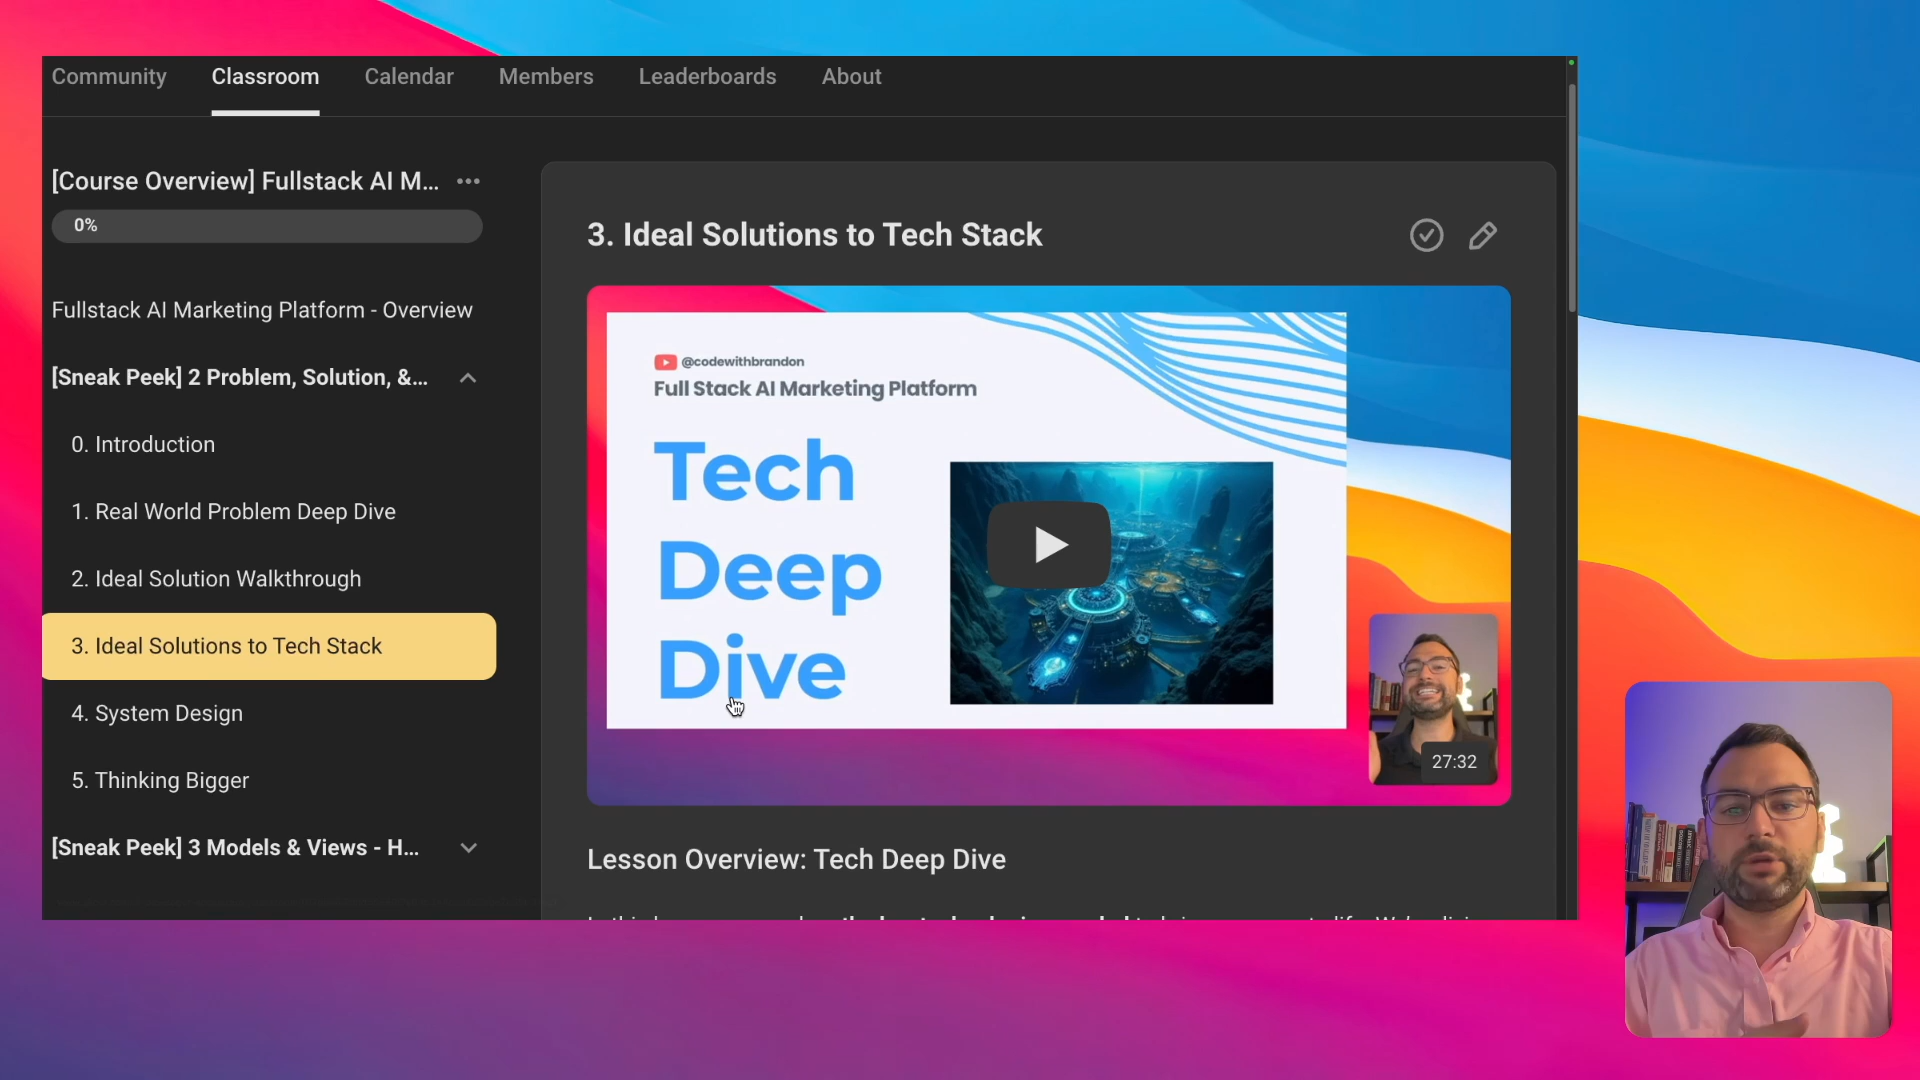 Community
Classroom
Calendar
Members
Leaderboards
About
[Course Overview] Fullstack AI M...
0%
Fullstack AI Marketing Platform - Overview
[Sneak Peek] 2 Problem, Solution, &...
0. Introduction
1. Real World Problem Deep Dive
2. Ideal Solution Walkthrough
3. Ideal Solutions to Tech Stack
4. System Design
5. Thinking Bigger
[Sneak Peek] 3 Models & Views - H...
3. Ideal Solutions to Tech Stack
@codewithbrandon
Full Stack AI Marketing Platform
Tech
Deep
Dive
27:32
Lesson Overview: Tech Deep Dive